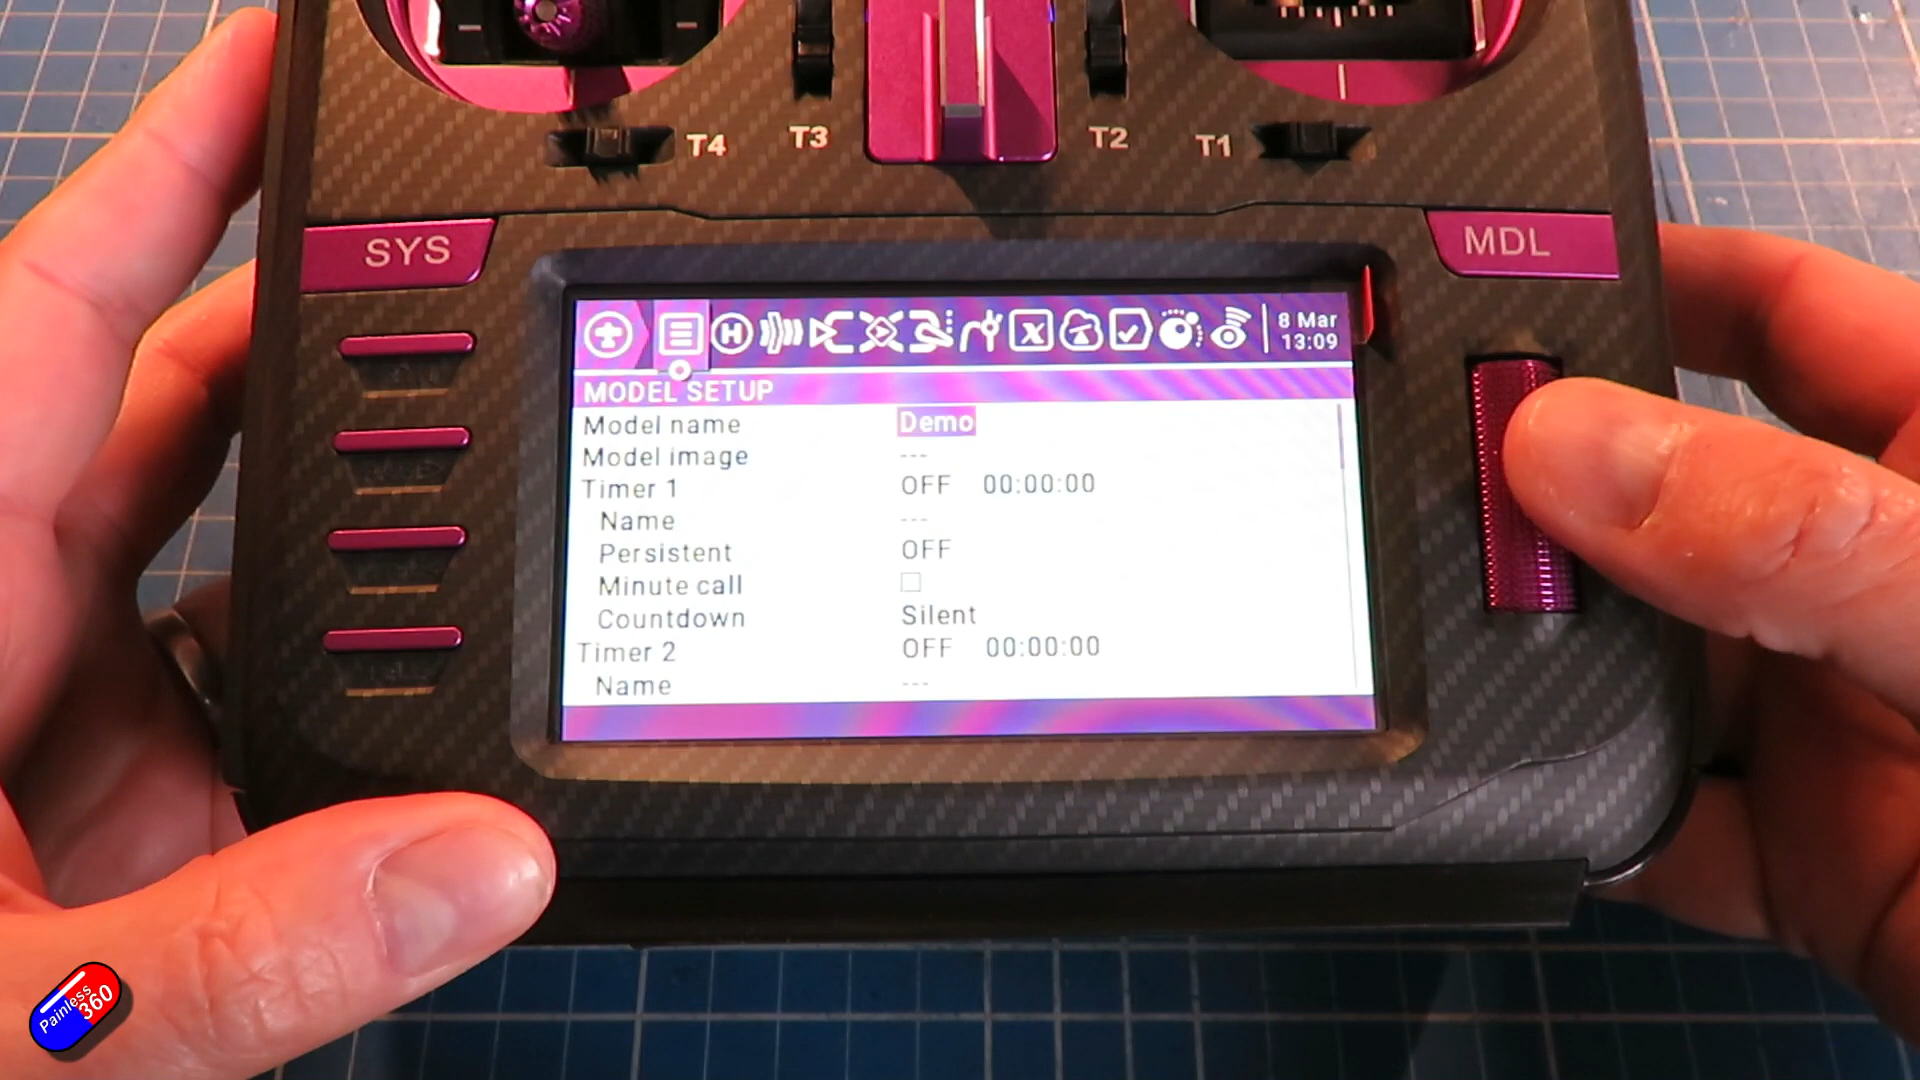 T4
T3
T2
T1
SYS
MDL
8 Mar
13:09
MODEL SETUP
Model name Demo
Model image ---
Timer 1 OFF 00:00:00
Name ---
Persistent OFF
Minute call
Countdown Silent
Timer 2 OFF 00:00:00
Name ---
Painless
360